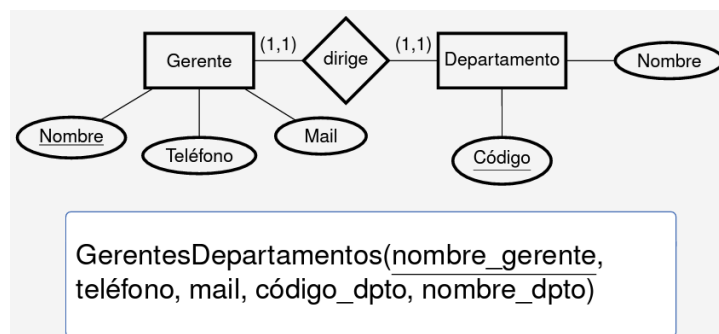 (1,1)
(1,1)
Gerente
dirige
Departamento
Nombre
Nombre
Teléfono
Mail
Código
GerentesDepartamentos(nombre_gerente,
teléfono, mail, código_dpto, nombre_dpto)